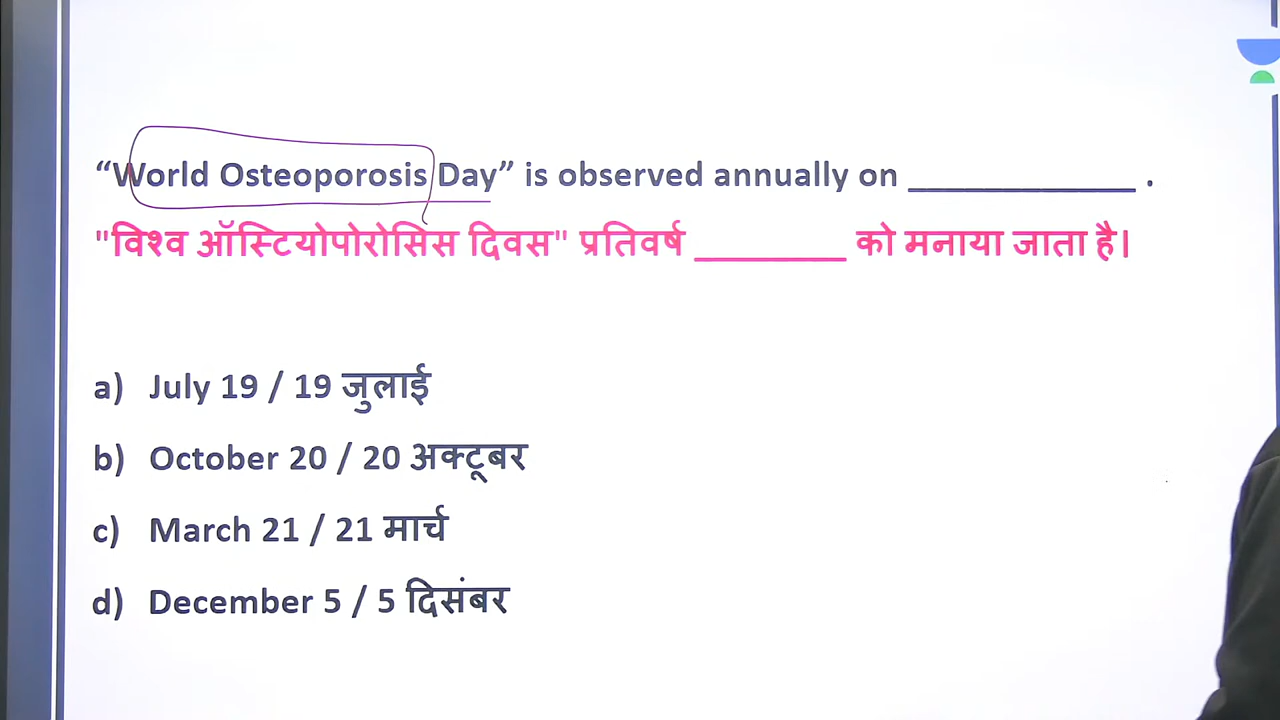 “World Osteoporosis Day” is observed annually on ______________ .
"विश्व ऑस्टियोपोरोसिस दिवस" प्रतिवर्ष _________ को मनाया जाता है।
a) July 19 / 19 जुलाई
b) October 20 / 20 अक्टूबर
c) March 21 / 21 मार्च
d) December 5 / 5 दिसंबर